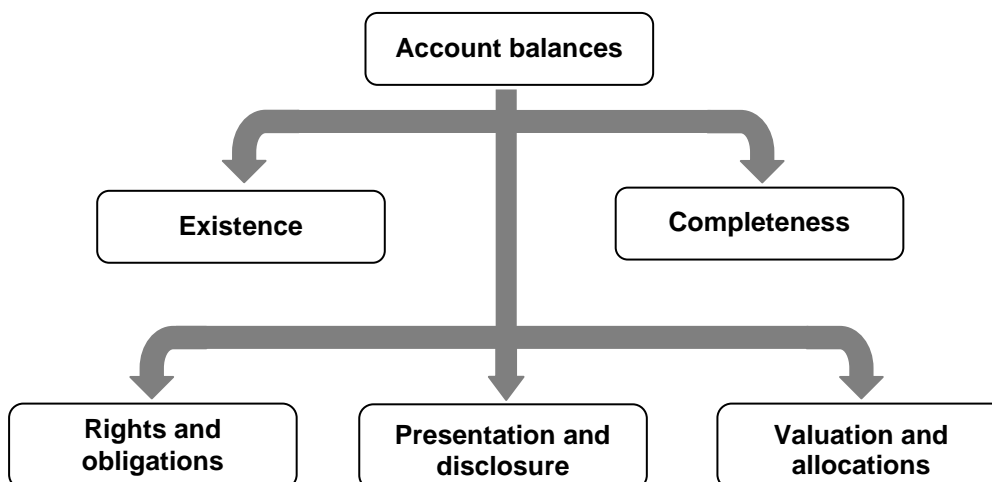 Account balances
Existence
Completeness
Rights and
obligations
Presentation and
disclosure
Valuation and
allocations